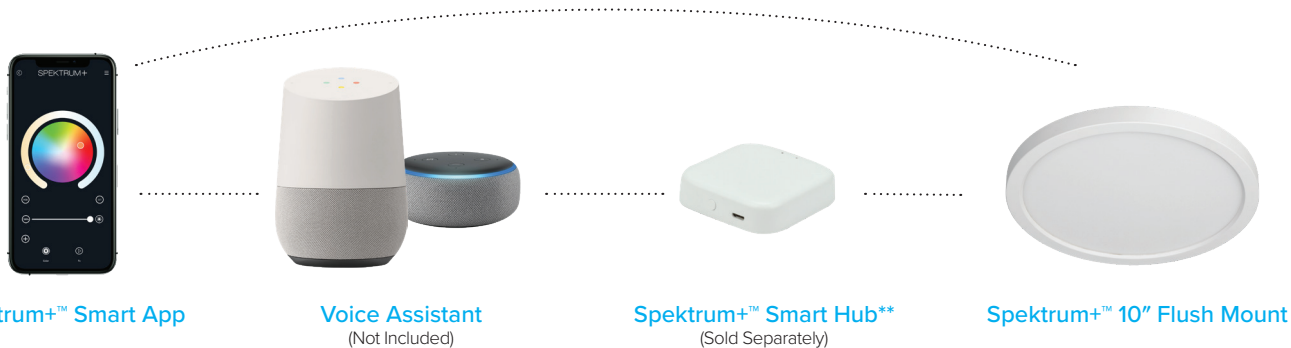 SPEKTRUM+
trum+™ Smart App
Voice Assistant
(Not Included)
Spektrum+™ Smart Hub**
(Sold Separately)
Spektrum+™ 10″ Flush Mount